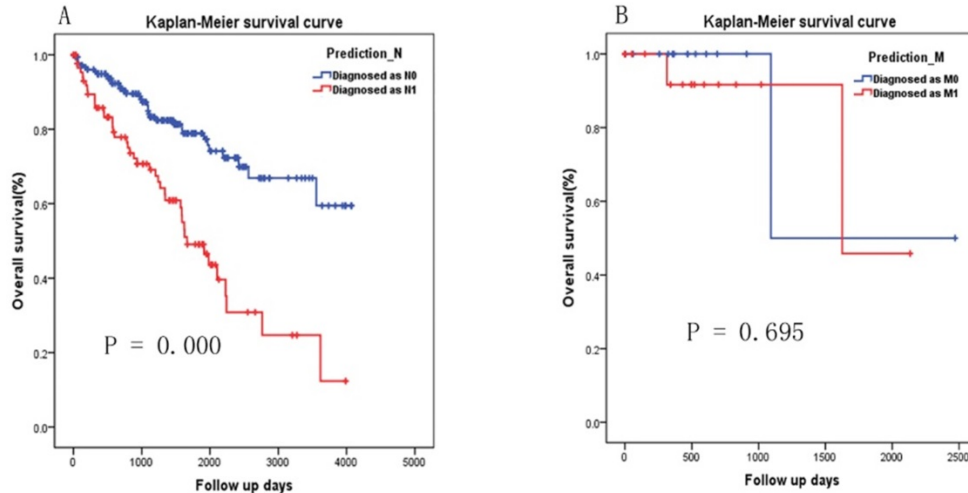 A
Kaplan-Meier survival curve
Prediction_N
Diagnosed as N0
Diagnosed as N1
Overall survival(%)
1.0
0.8
0.6
0.4
0.2
0.0
P = 0.000
0 1000 2000 3000 4000 5000
Follow up days
B
Kaplan-Meier survival curve
Prediction_M
Diagnosed as M0
Diagnosed as M1
Overall survival(%)
1.0
0.8
0.6
0.4
0.2
0.0
P = 0.695
0 500 1000 1500 2000 2500
Follow up days